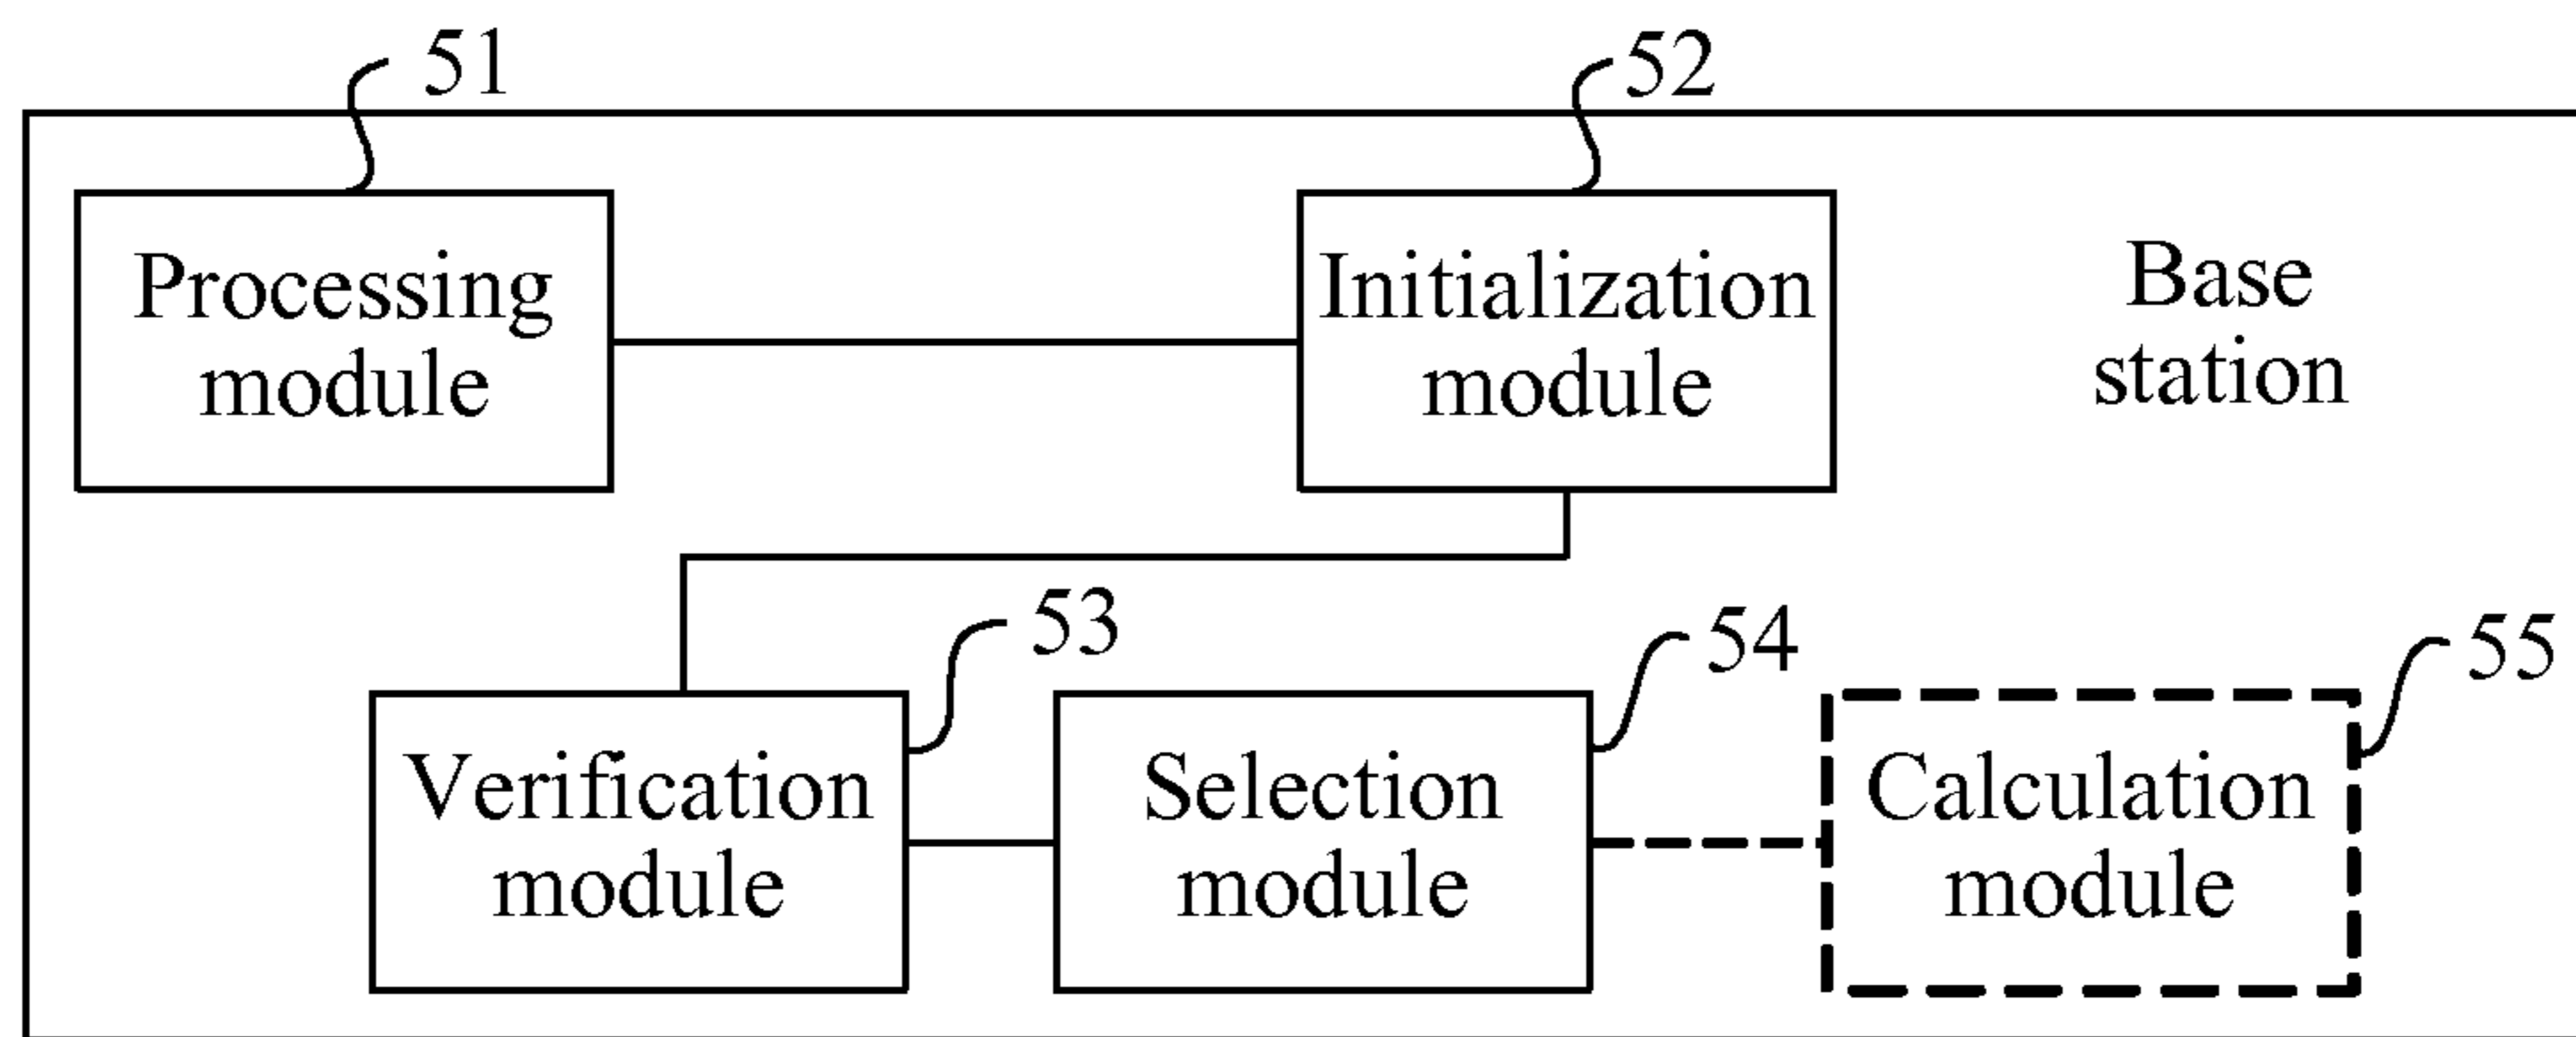 51
52
Processing
module
Initialization
module
Base
station
53
54
55
Verification
module
Selection
module
Calculation
module